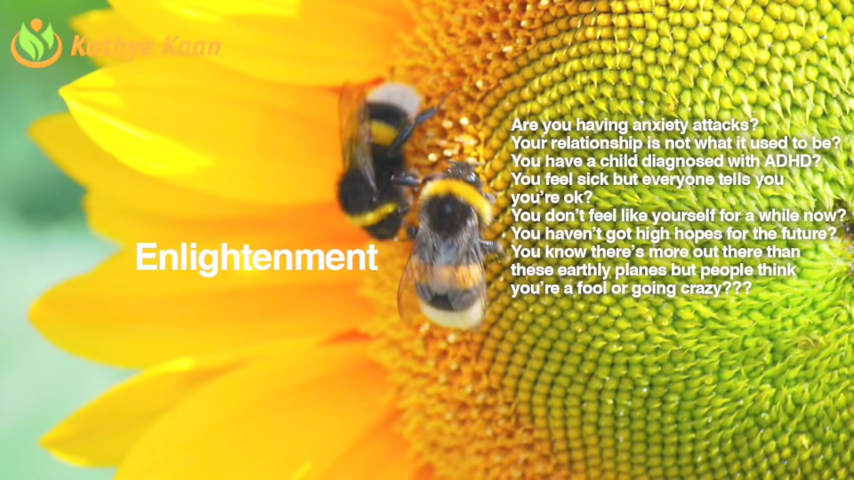 Kathye Kaan
Enlightenment
Are you having anxiety attacks?
Your relationship is not what it used to be?
You have a child diagnosed with ADHD?
You feel sick but everyone tells you
you're ok?
You don't feel like yourself for a while now?
You haven't got high hopes for the future?
You know there's more out there than
these earthly planes but people think
you're a fool or going crazy???